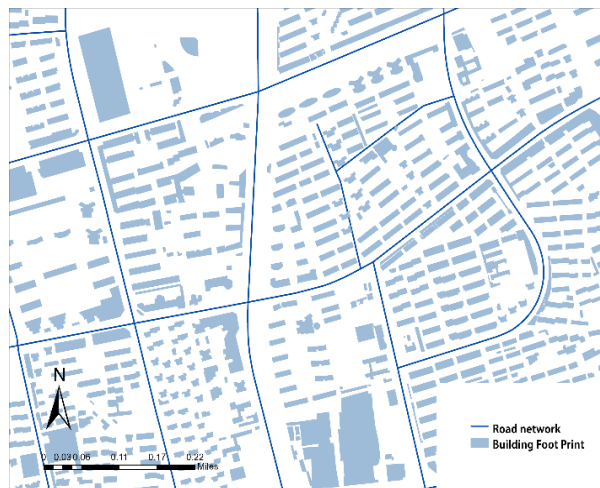 N
0 0.03 0.06 0.11 0.17 0.22
Miles
Road network
Building Foot Print